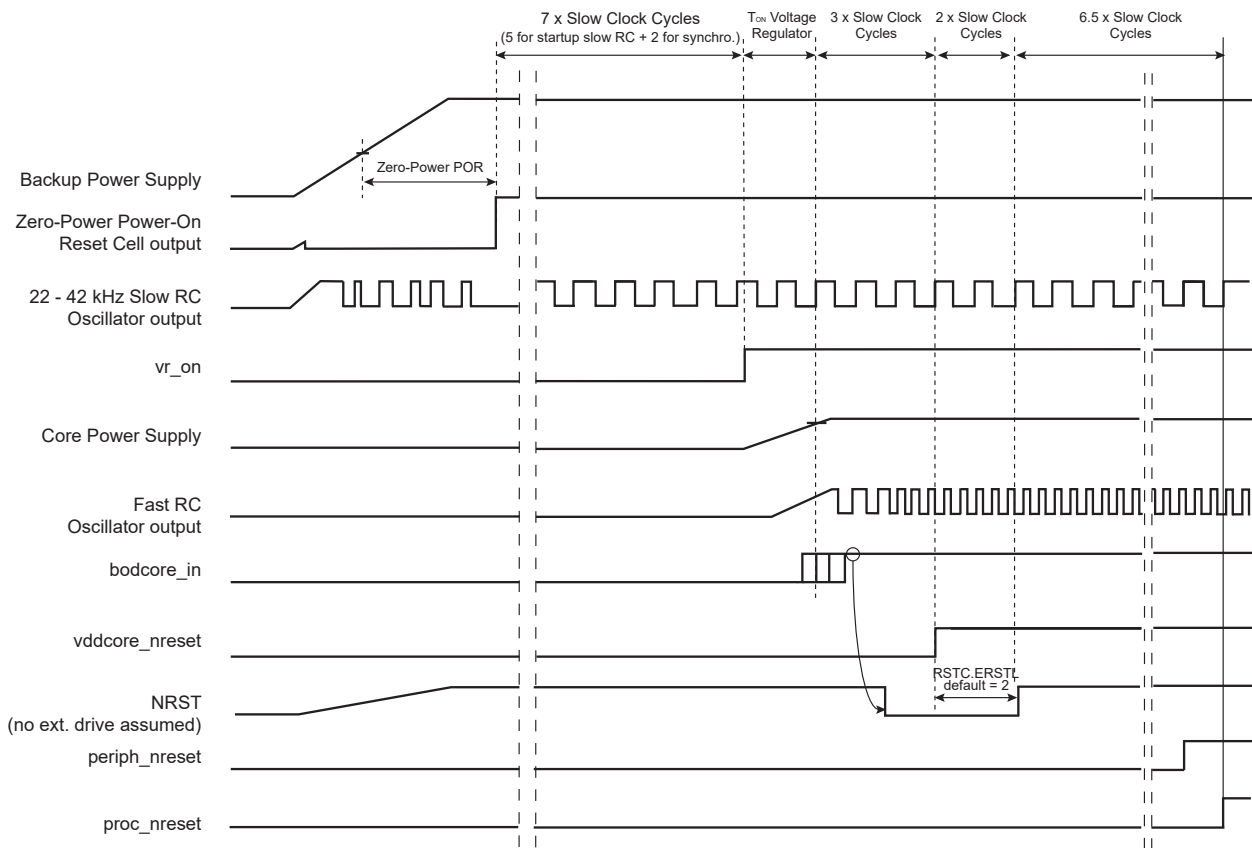 7 x Slow Clock Cycles
(5 for startup slow RC + 2 for synchro.)
TON Voltage
Regulator
3 x Slow Clock
Cycles
2 x Slow Clock
Cycles
6.5 x Slow Clock
Cycles
Zero-Power POR
Backup Power Supply
Zero-Power Power-On
Reset Cell output
22 - 42 kHz Slow RC
Oscillator output
vr_on
Core Power Supply
Fast RC
Oscillator output
bodcore_in
vddcore_nreset
RSTC.ERSTL
default = 2
NRST
(no ext. drive assumed)
periph_nreset
proc_nreset